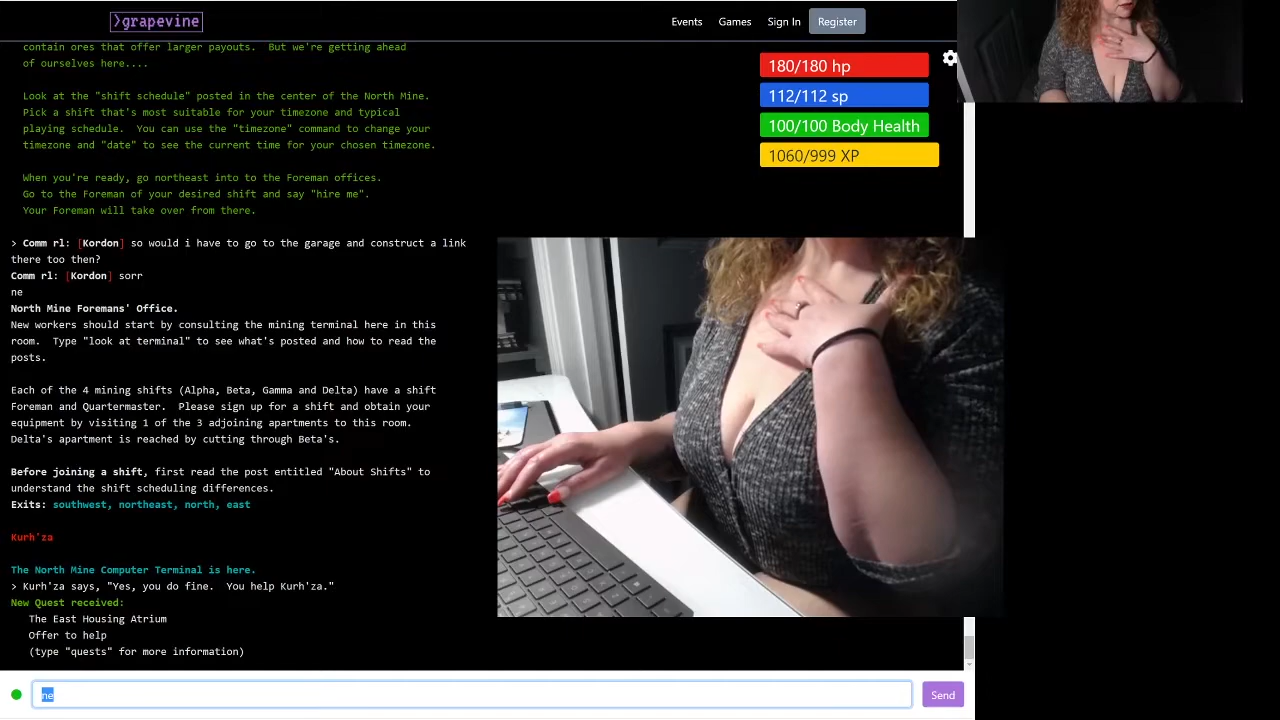 >grapevine
Events Games Sign In Register
contain ores that offer larger payouts.  But we're getting ahead
of ourselves here....
Look at the "shift schedule" posted in the center of the North Mine.
Pick a shift that's most suitable for your timezone and typical
playing schedule.  You can use the "timezone" command to change your
timezone and "date" to see the current time for your chosen timezone.
When you're ready, go northeast into to the Foreman offices.
Go to the Foreman of your desired shift and say "hire me".
Your Foreman will take over from there.
> Comm rl: [Kordon] so would i have to go to the garage and construct a link
there too then?
Comm rl: [Kordon] sorr
ne
North Mine Foremans' Office.
New workers should start by consulting the mining terminal here in this
room.  Type "look at terminal" to see what's posted and how to read the
posts.
Each of the 4 mining shifts (Alpha, Beta, Gamma and Delta) have a shift
Foreman and Quartermaster.  Please sign up for a shift and obtain your
equipment by visiting 1 of the 3 adjoining apartments to this room.
Delta's apartment is reached by cutting through Beta's.
Before joining a shift, first read the post entitled "About Shifts" to
understand the shift scheduling differences.
Exits: southwest, northeast, north, east
Kurh'za
The North Mine Computer Terminal is here.
> Kurh'za says, "Yes, you do fine.  You help Kurh'za."
New Quest received:
The East Housing Atrium
Offer to help
(type "quests" for more information)
180/180 hp
112/112 sp
100/100 Body Health
1060/999 XP
ne
Send